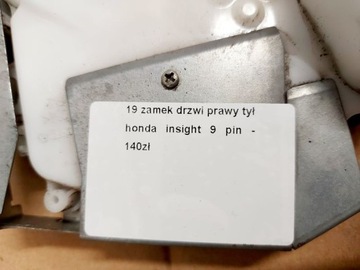 19 zamek drzwi prawy tył
honda insight 9 pin -
140zł